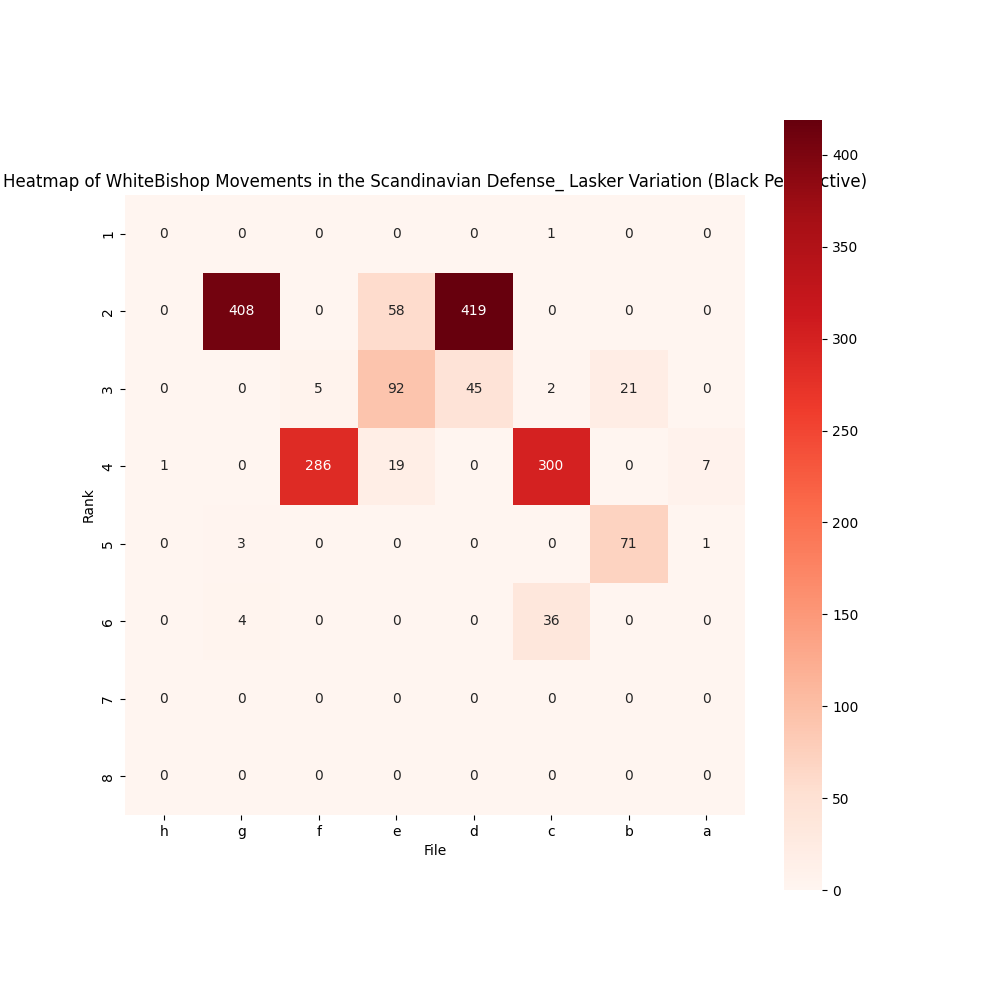 Heatmap of WhiteBishop Movements in the Scandinavian Defense_ Lasker Variation (Black Pe ctive)
400
350
300
250
200
150
100
50
0
Rank
1 0 0 0 0 0 1 0 0
2 0 408 0 58 419 0 0 0
3 0 0 5 92 45 2 21 0
4 1 0 286 19 0 300 0 7
5 0 3 0 0 0 0 71 1
6 0 4 0 0 0 36 0 0
7 0 0 0 0 0 0 0 0
8 0 0 0 0 0 0 0 0
h g f e d c b a
File